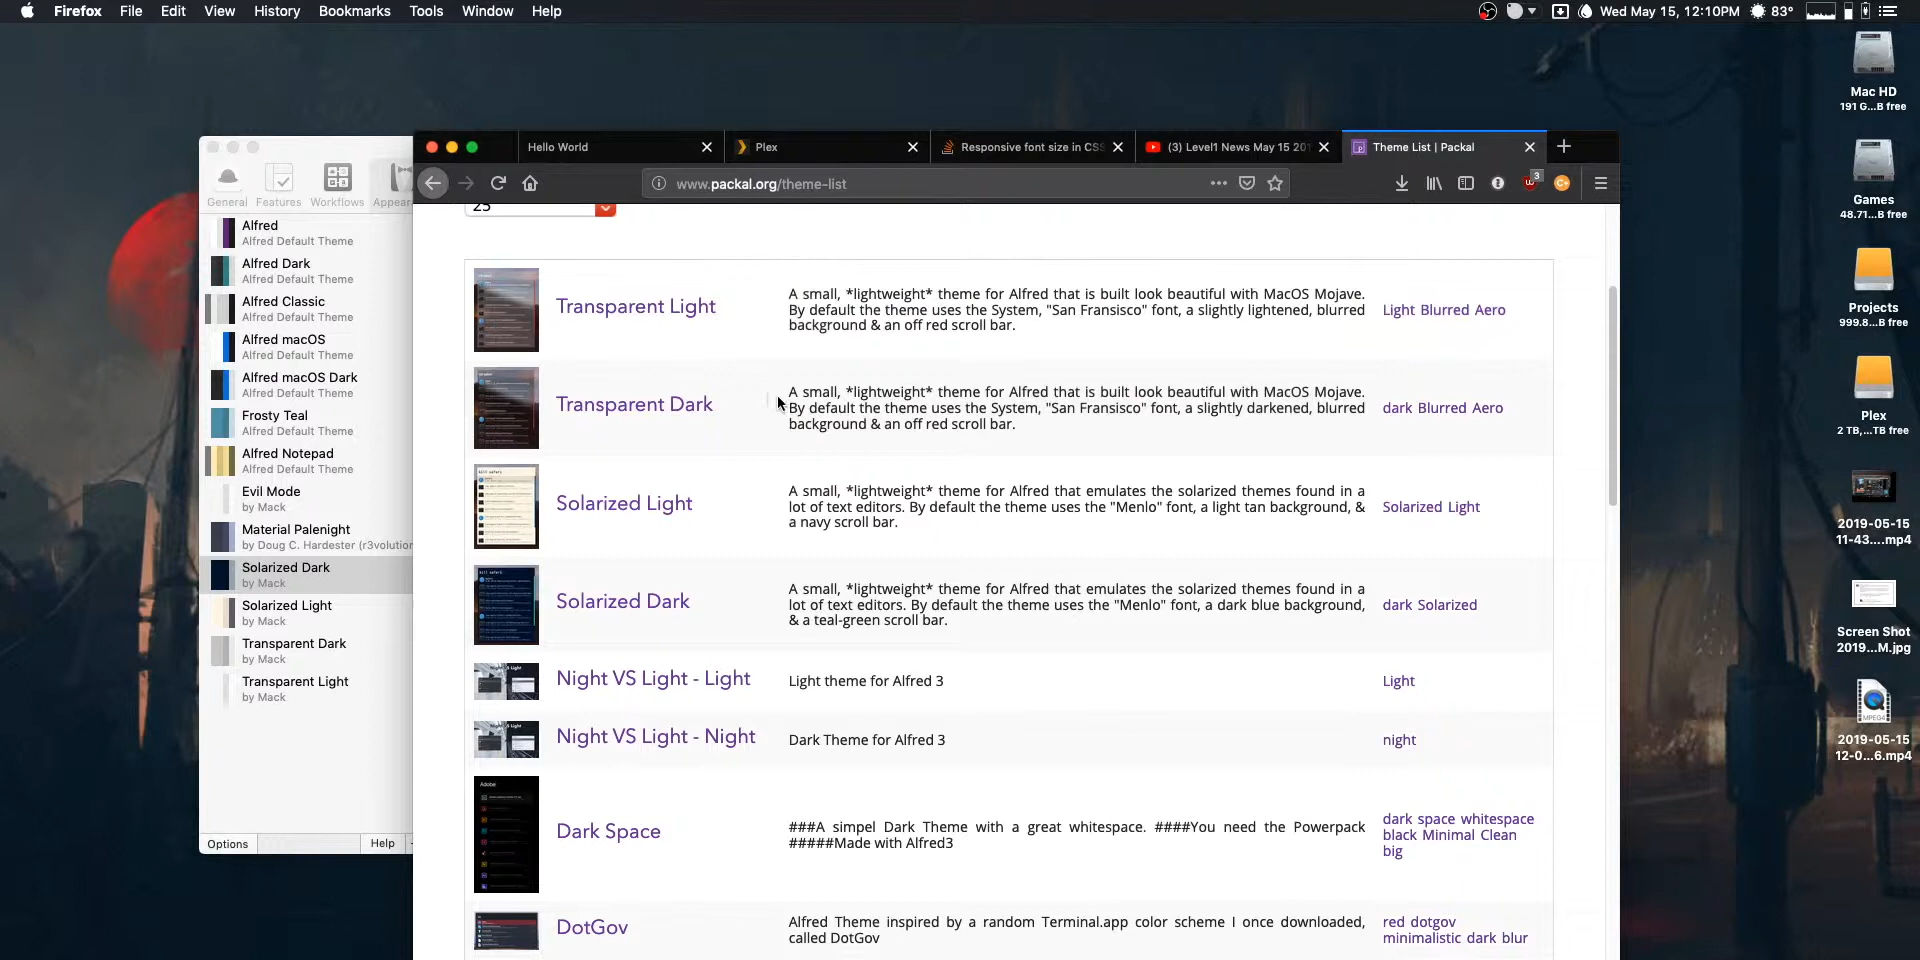 Firefox File Edit View History Bookmarks Tools Window Help
Wed May 15, 12:10PM 83°
Hello World
Plex
Responsive font size in CSS
(3) Level1 News May 15 201
Theme List | Packal
www.packal.org/theme-list
3
General Features Workflows Appear
Alfred
Alfred Default Theme
Alfred Dark
Alfred Default Theme
Alfred Classic
Alfred Default Theme
Alfred macOS
Alfred Default Theme
Alfred macOS Dark
Alfred Default Theme
Frosty Teal
Alfred Default Theme
Alfred Notepad
Alfred Default Theme
Evil Mode
by Mack
Material Palenight
by Doug C. Hardester (r3volution
Solarized Dark
by Mack
Solarized Light
by Mack
Transparent Dark
by Mack
Transparent Light
by Mack
Options
Help
25
Transparent Light
A small, *lightweight* theme for Alfred that is built look beautiful with MacOS Mojave.
By default the theme uses the System, "San Fransisco" font, a slightly lightened, blurred
background & an off red scroll bar.
Light Blurred Aero
Transparent Dark
A small, *lightweight* theme for Alfred that is built look beautiful with MacOS Mojave.
By default the theme uses the System, "San Fransisco" font, a slightly darkened, blurred
background & an off red scroll bar.
dark Blurred Aero
Solarized Light
A small, *lightweight* theme for Alfred that emulates the solarized themes found in a
lot of text editors. By default the theme uses the "Menlo" font, a light tan background, &
a navy scroll bar.
Solarized Light
Solarized Dark
A small, *lightweight* theme for Alfred that emulates the solarized themes found in a
lot of text editors. By default the theme uses the "Menlo" font, a dark blue background,
& a teal-green scroll bar.
dark Solarized
Night VS Light - Light
Light theme for Alfred 3
Light
Night VS Light - Night
Dark Theme for Alfred 3
night
Adobe
Dark Space
###A simpel Dark Theme with a great whitespace. ####You need the Powerpack
#####Made with Alfred3
dark space whitespace
black Minimal Clean
big
DotGov
Alfred Theme inspired by a random Terminal.app color scheme I once downloaded,
called DotGov
red dotgov
minimalistic dark blur
Mac HD
191 G...B free
Games
48.71...B free
Projects
999.8...B free
Plex
2 TB,...TB free
2019-05-15
11-43....mp4
Screen Shot
2019...M.jpg
MPEG4
2019-05-15
12-0...6.mp4